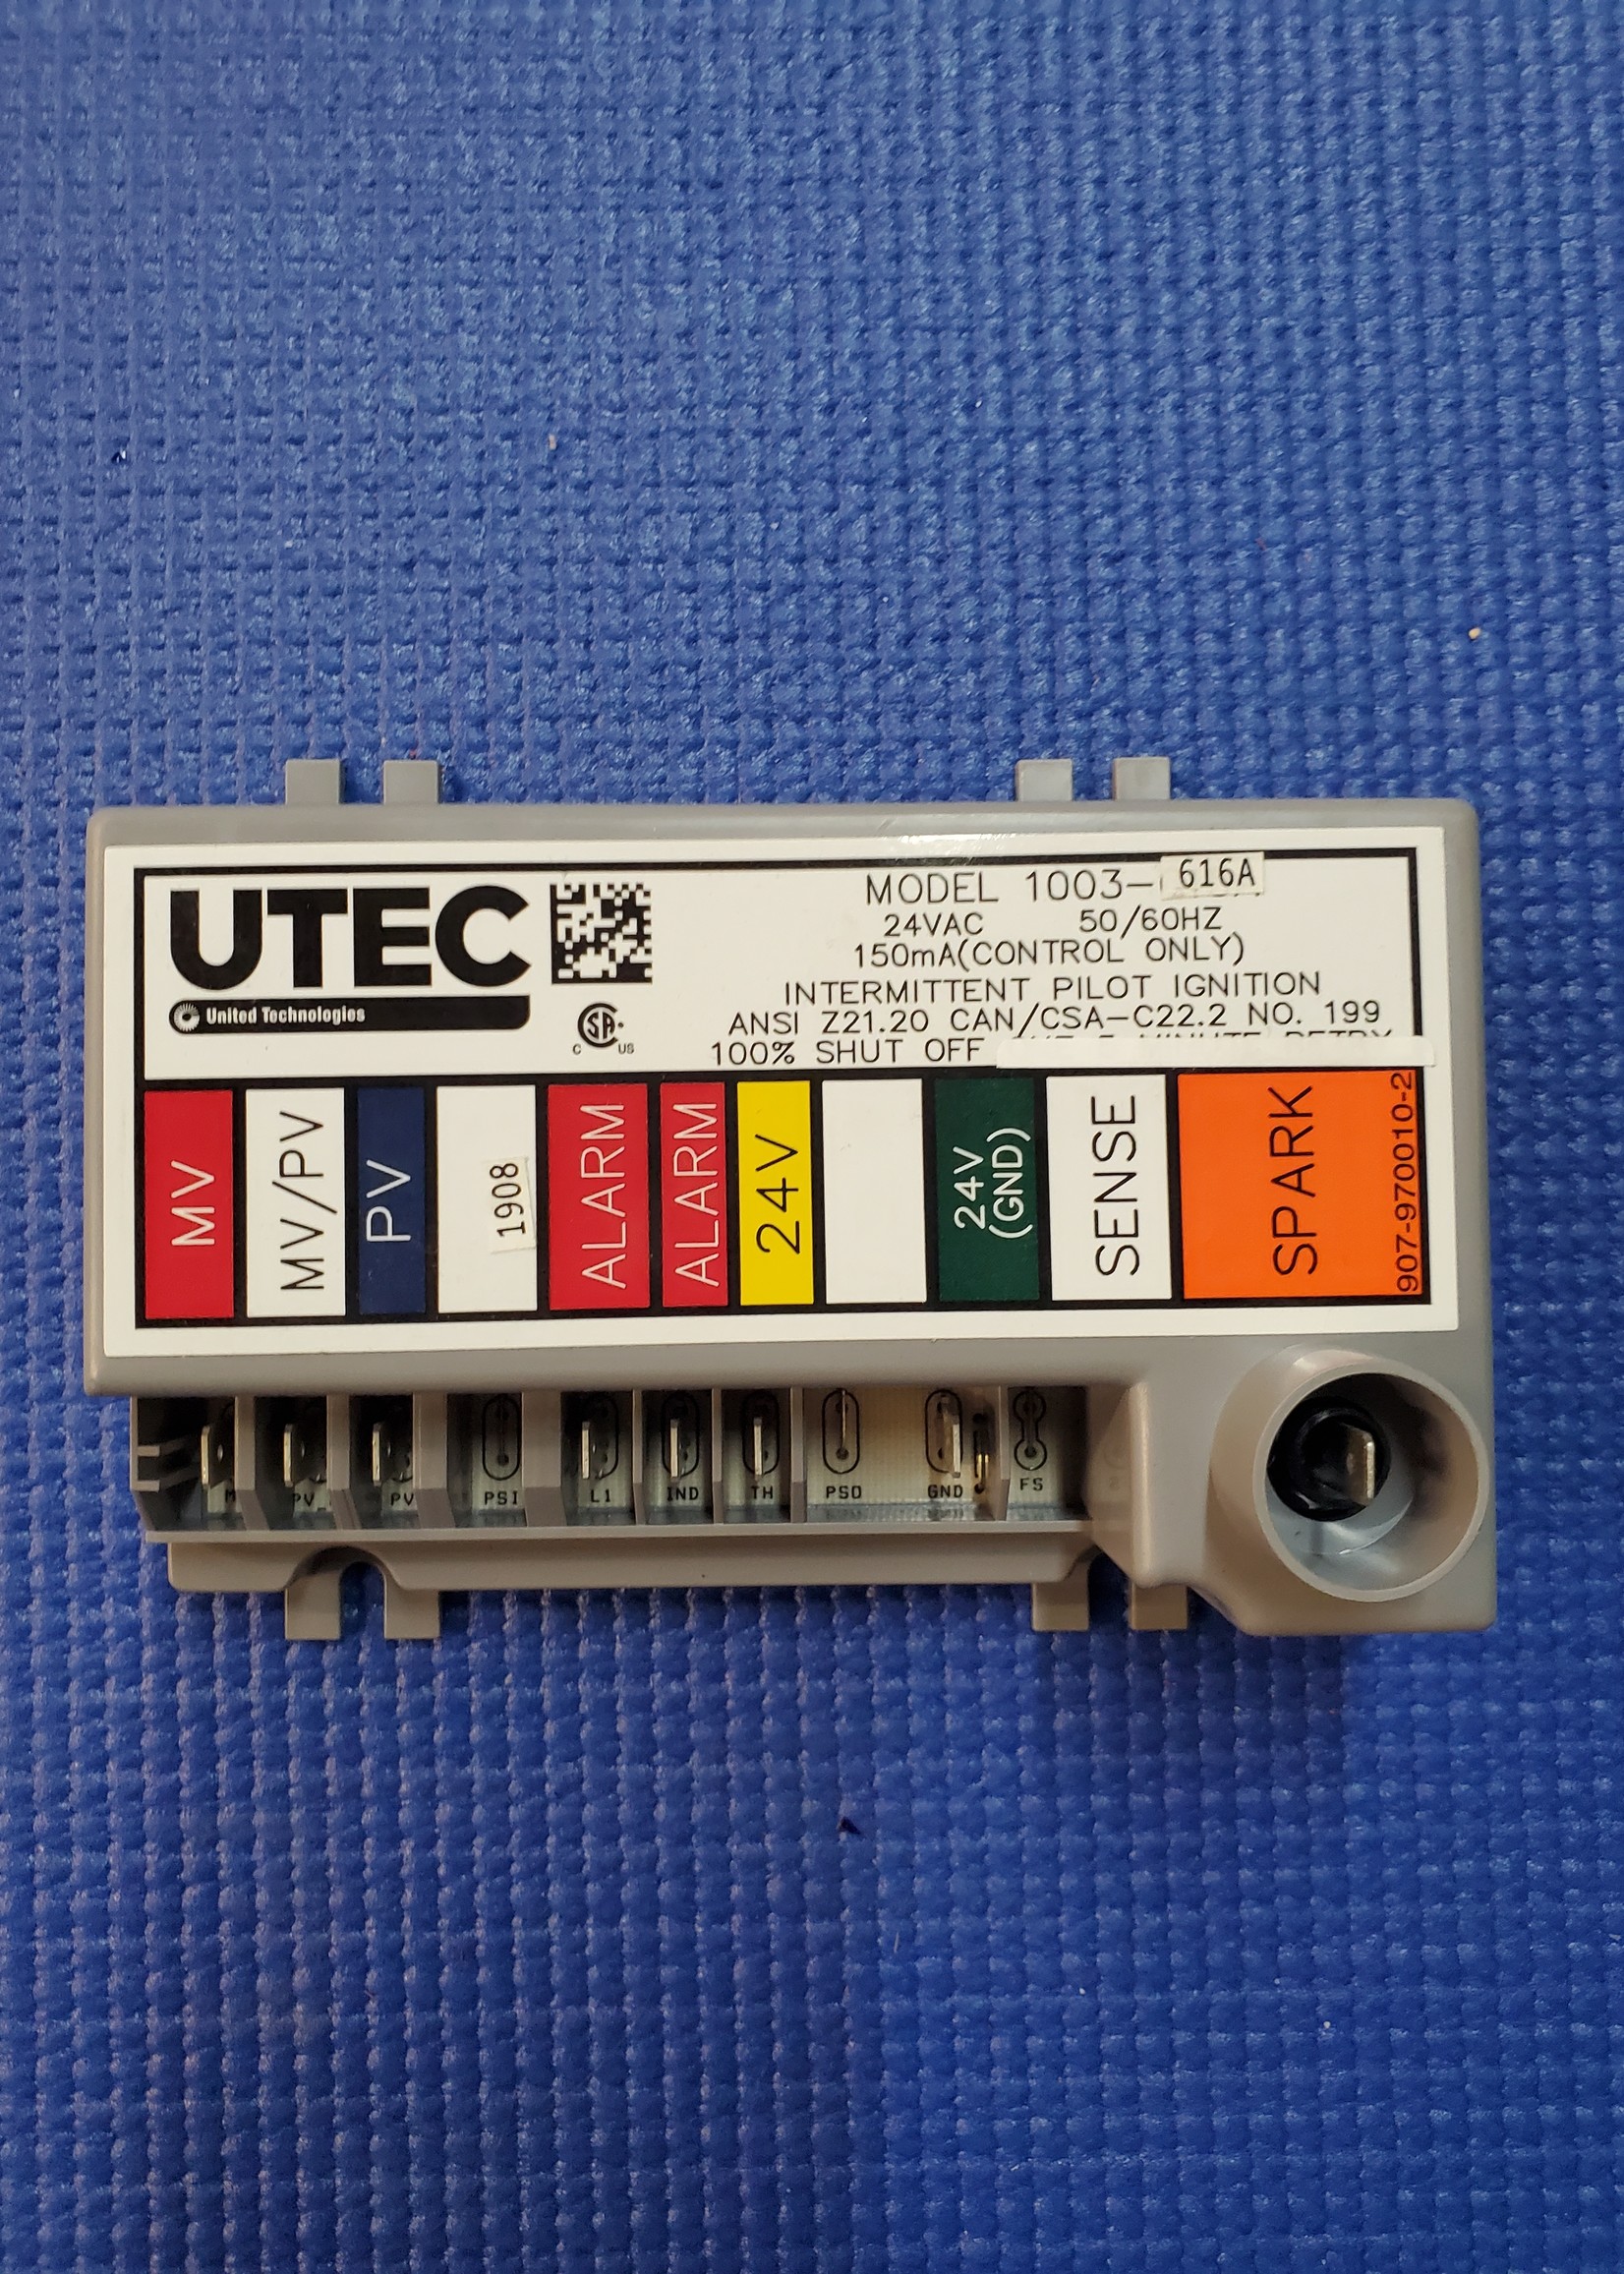 UTEC
United Technologies
CSA
C US
MODEL 1003-616A
24VAC 50/60HZ
150mA(CONTROL ONLY)
INTERMITTENT PILOT IGNITION
ANSI Z21.20 CAN/CSA-C22.2 NO. 199
100% SHUT OFF
MV
MV/PV
PV
1908
ALARM
ALARM
24V
24V
(GND)
SENSE
SPARK
907-970010-2
PV
PV
PSI
L1
IND
TH
PSO
GND
FS